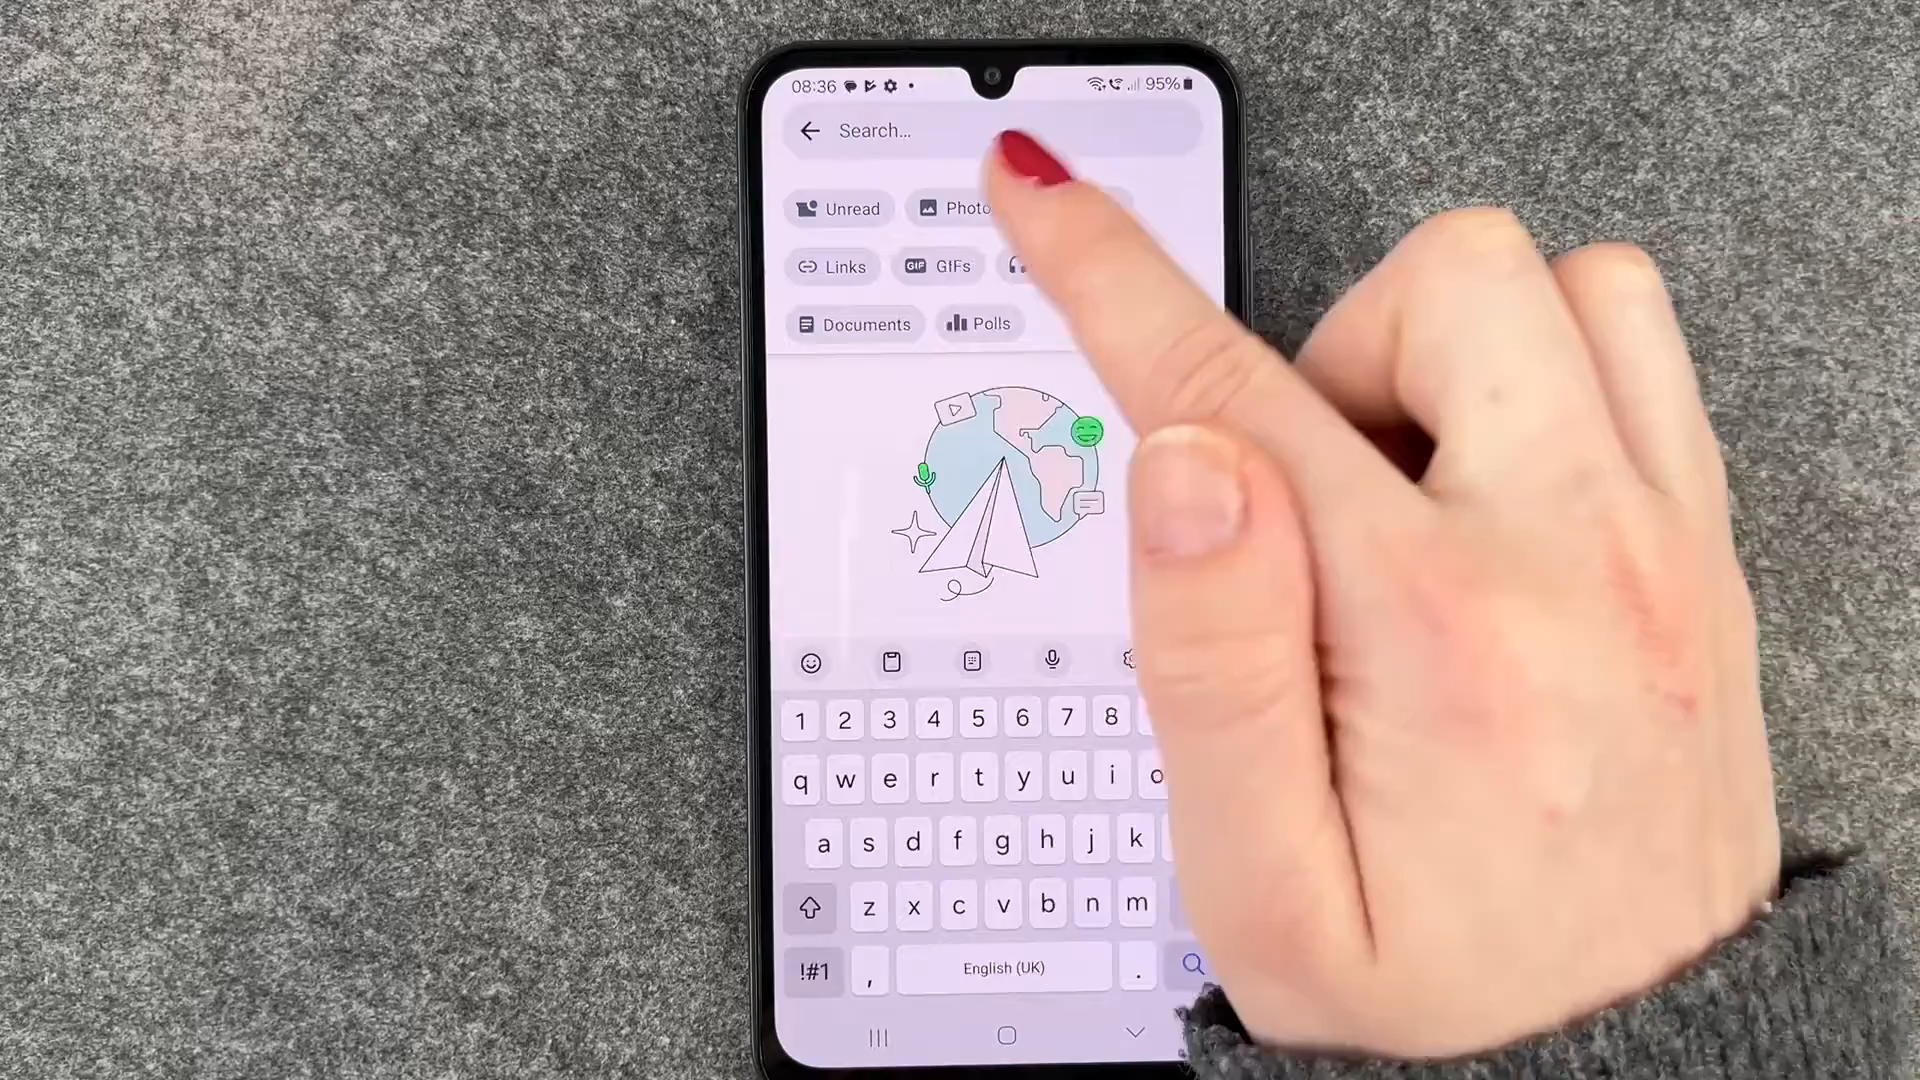 08:36 95%
Search...
Unread
Links GIF GIFs
Documents Polls
1 2 3 4 5 6 7 8
q w e r t y u i o
a s d f g h j k
z x c v b n m
!#1 , English (UK) .